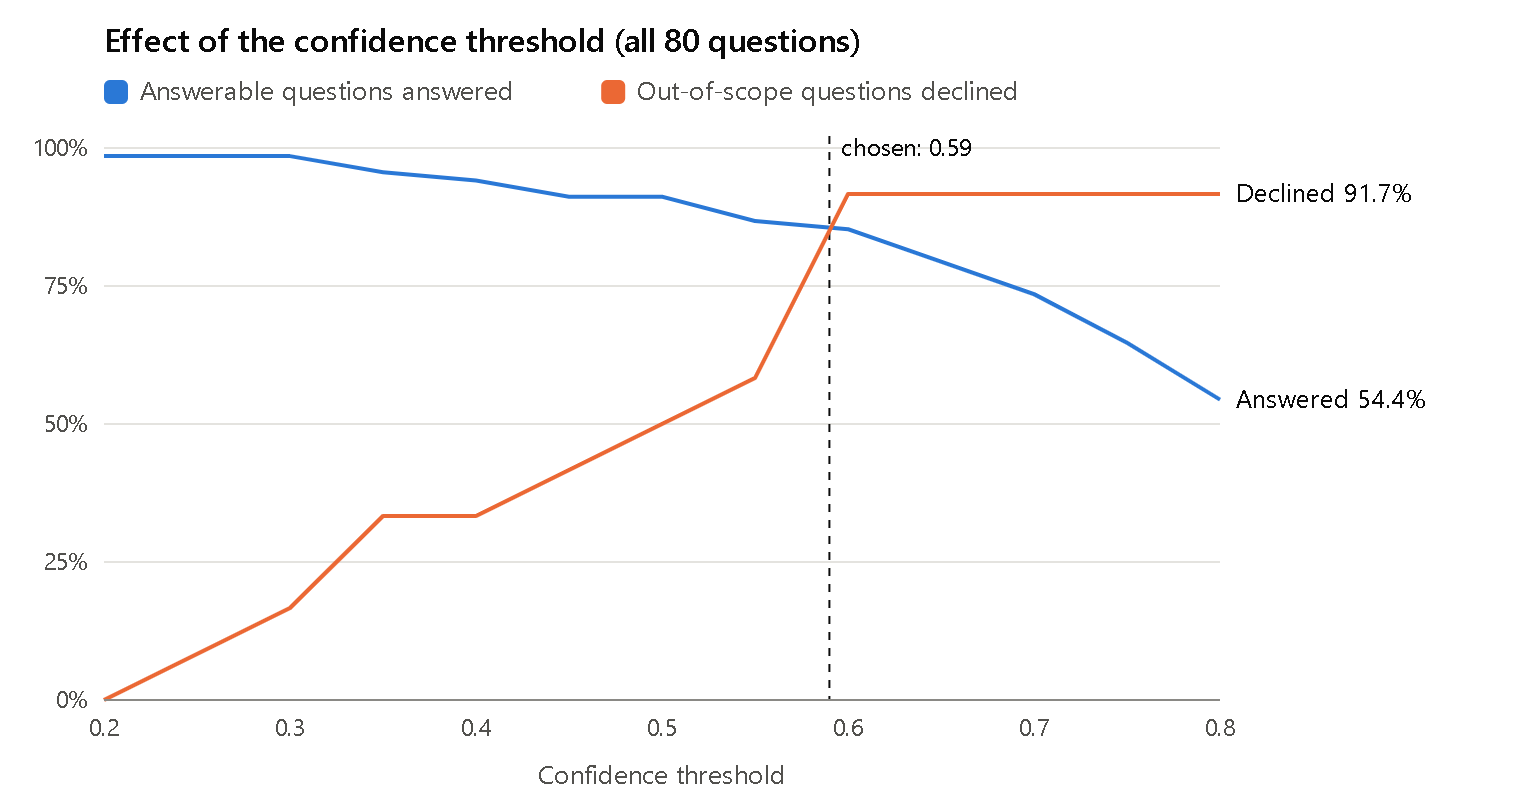 Effect of the confidence threshold (all 80 questions)
Answerable questions answered
Out-of-scope questions declined
100%
chosen: 0.59
Declined 91.7%
75%
Answered 54.4%
50%
25%
0%
0.2 0.3 0.4 0.5 0.6 0.7 0.8
Confidence threshold